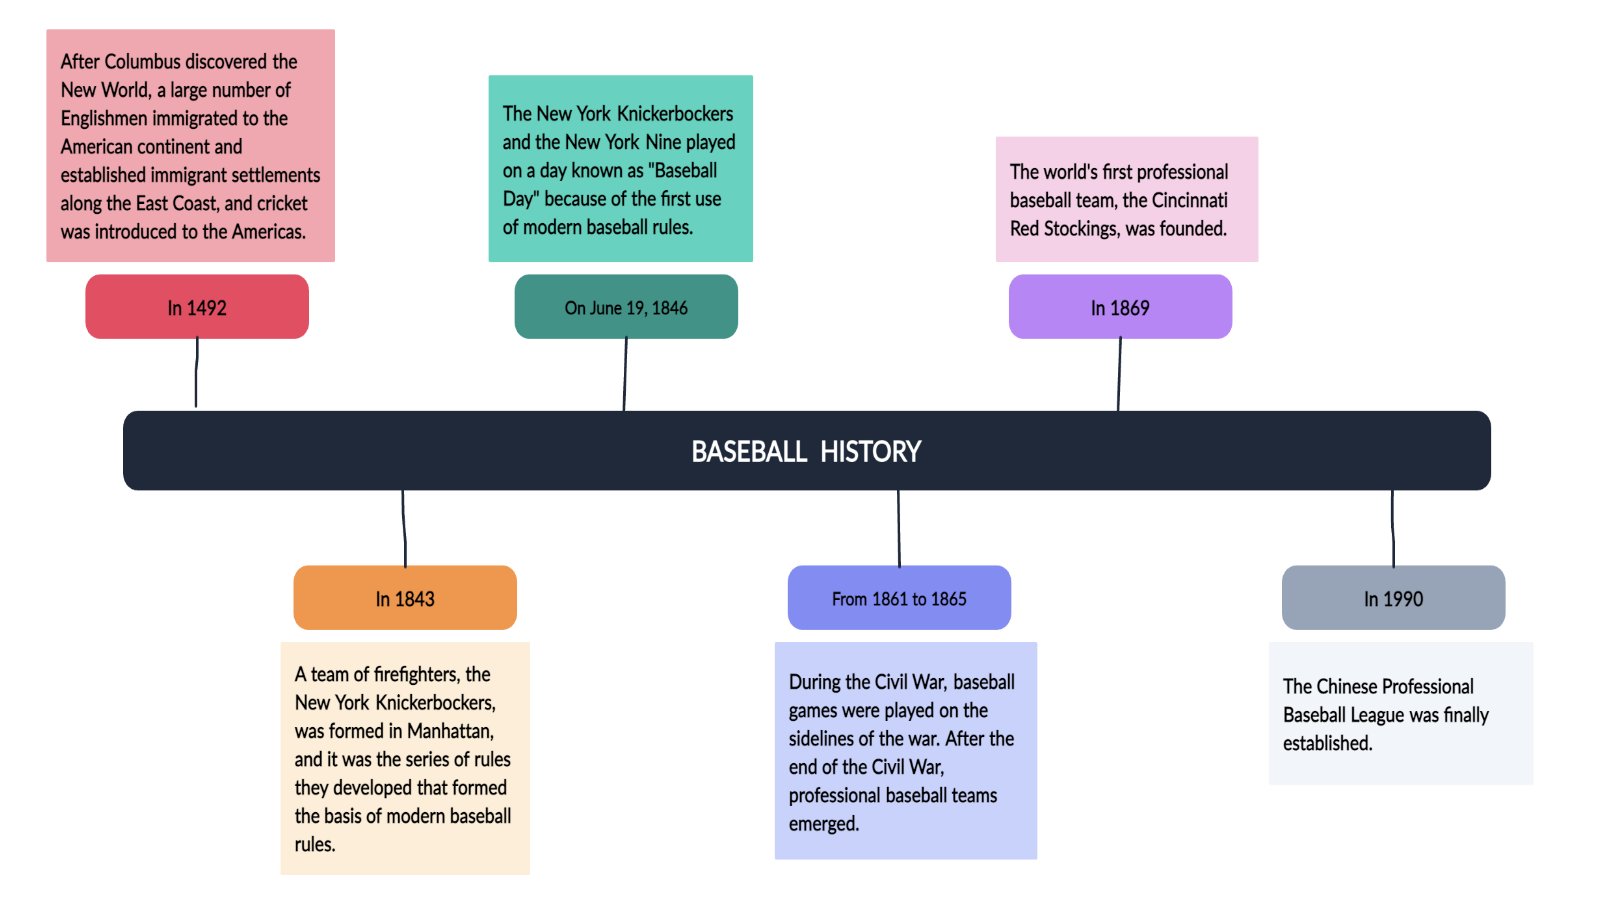 After Columbus discovered the
New World, a large number of
Englishmen immigrated to the
American continent and
established immigrant settlements
along the East Coast, and cricket
was introduced to the Americas.
In 1492
The New York Knickerbockers
and the New York Nine played
on a day known as "Baseball
Day" because of the first use
of modern baseball rules.
On June 19, 1846
The world's first professional
baseball team, the Cincinnati
Red Stockings, was founded.
In 1869
BASEBALL HISTORY
In 1843
A team of firefighters, the
New York Knickerbockers,
was formed in Manhattan,
and it was the series of rules
they developed that formed
the basis of modern baseball
rules.
From 1861 to 1865
During the Civil War, baseball
games were played on the
sidelines of the war. After the
end of the Civil War,
professional baseball teams
emerged.
In 1990
The Chinese Professional
Baseball League was finally
established.